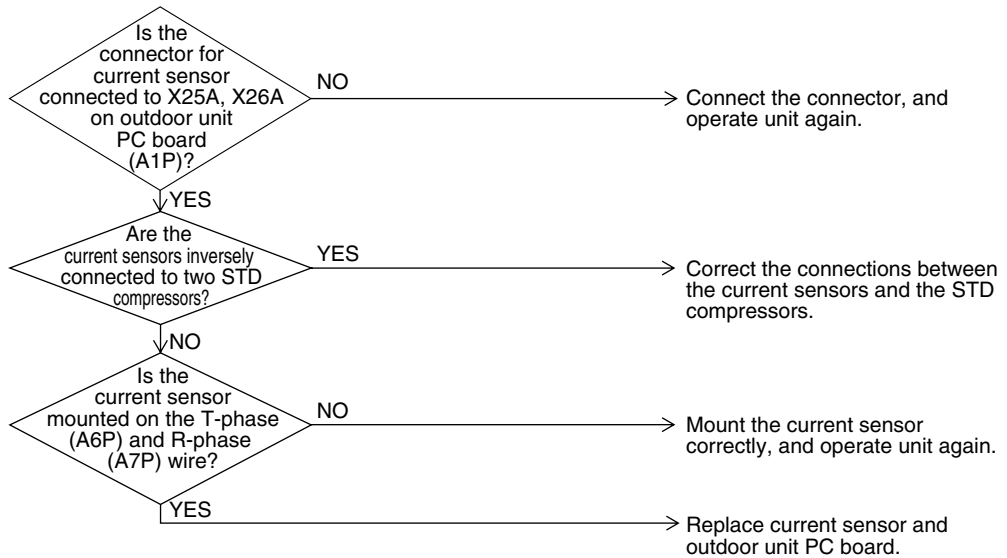 Is the
connector for
current sensor
connected to X25A, X26A
on outdoor unit
PC board
(A1P)?
NO
Connect the connector, and
operate unit again.
YES
Are the
current sensors inversely
connected to two STD
compressors?
YES
Correct the connections between
the current sensors and the STD
compressors.
NO
Is the
current sensor
mounted on the T-phase
(A6P) and R-phase
(A7P) wire?
NO
Mount the current sensor
correctly, and operate unit again.
YES
Replace current sensor and
outdoor unit PC board.